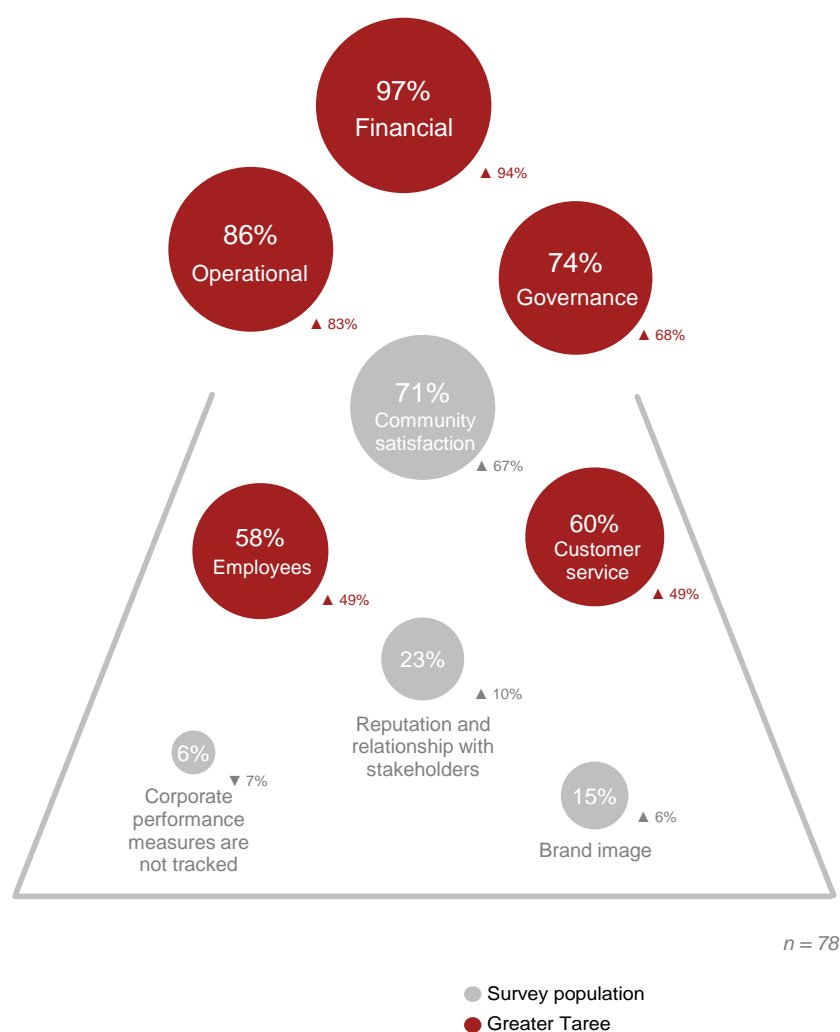 97%
Financial
▲ 94%
86%
Operational
▲ 83%
74%
Governance
▲ 68%
71%
Community
satisfaction
▲ 67%
58%
Employees
▲ 49%
60%
Customer
service
▲ 49%
23%
▲ 10%
Reputation and
relationship with
stakeholders
6%
▼ 7%
Corporate
performance
measures are
not tracked
15%
▲ 6%
Brand image
n = 78
Survey population
Greater Taree